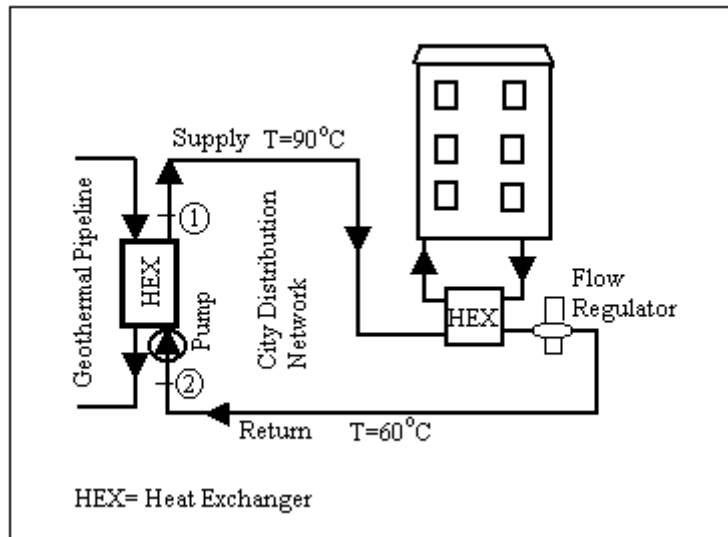 Supply T=90°C
Geothermal Pipeline
HEX
1
Pump
2
City Distribution
Network
HEX
Flow
Regulator
Return T=60°C
HEX= Heat Exchanger